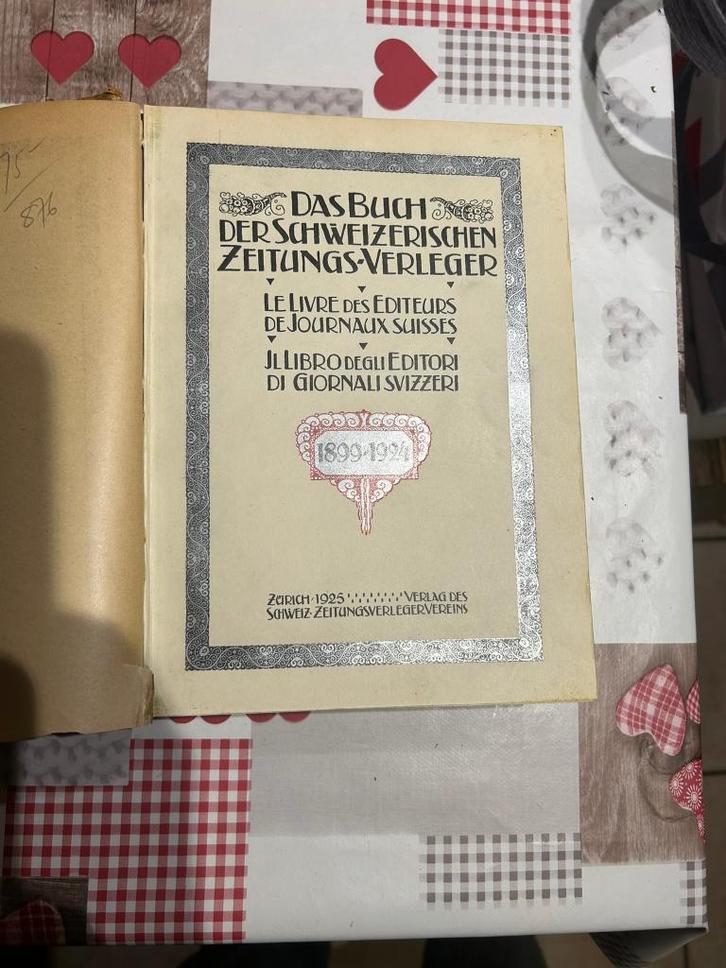 95
876
DAS BUCH
DER SCHWEIZERISCHEN
ZEITUNGS-VERLEGER
LE LIVRE DES EDITEURS
DE JOURNAUX SUISSES
JL LIBRO DEGLI EDITORI
DI GIORNALI SVIZZERI
1899-1924
ZÜRICH · 1925 VERLAG DES
SCHWEIZ. ZEITUNGSVERLEGERVEREINS